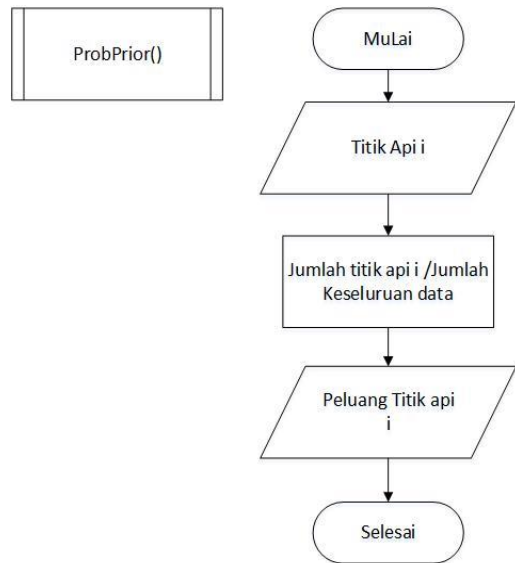 ProbPrior()
MuLai
Titik Api i
Jumlah titik api i /Jumlah
Keseluruan data
Peluang Titik api
i
Selesai